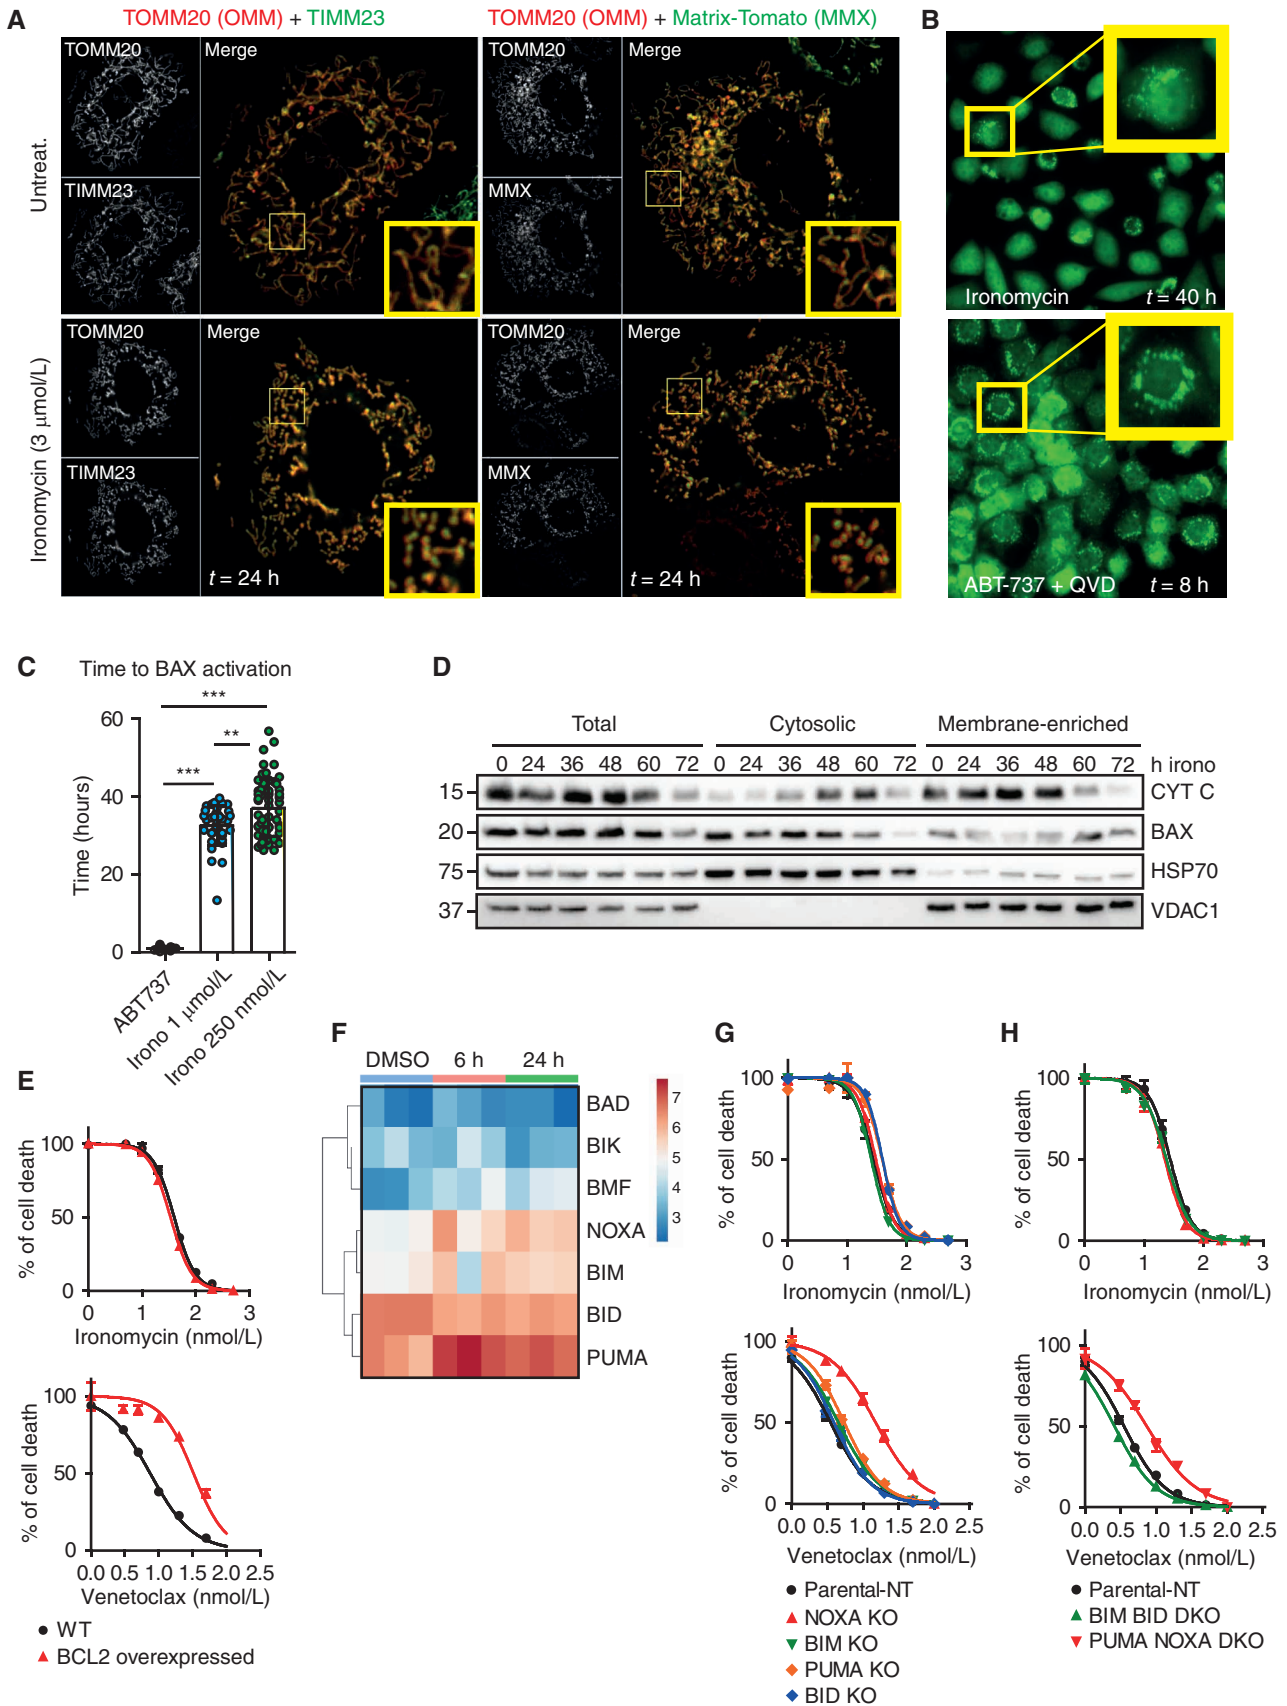 A
TOMM20 (OMM) + TIMM23
TOMM20 (OMM) + Matrix-Tomato (MMX)
Untreat.
TOMM20
Merge
TIMM23
TOMM20
Merge
MMX
Ironomycin (3 μmol/L)
TOMM20
Merge
TIMM23
t = 24 h
TOMM20
Merge
MMX
t = 24 h
B
Ironomycin t = 40 h
ABT-737 + QVD t = 8 h
C
Time to BAX activation
***
**
***
Time (hours)
60
40
20
0
ABT737
Irono 1 μmol/L
Irono 250 nmol/L
D
Total Cytosolic Membrane-enriched
0 24 36 48 60 72 0 24 36 48 60 72 0 24 36 48 60 72 h irono
15 CYT C
20 BAX
75 HSP70
37 VDAC1
E
% of cell death
100
50
0
0 1 2 3
Ironomycin (nmol/L)
% of cell death
100
50
0
0.0 0.5 1.0 1.5 2.0 2.5
Venetoclax (nmol/L)
WT
BCL2 overexpressed
F
DMSO 6 h 24 h
BAD
BIK
BMF
NOXA
BIM
BID
PUMA
7
6
5
4
3
G
% of cell death
100
50
0
0 1 2 3
Ironomycin (nmol/L)
% of cell death
100
50
0
0.0 0.5 1.0 1.5 2.0 2.5
Venetoclax (nmol/L)
Parental-NT
NOXA KO
BIM KO
PUMA KO
BID KO
H
% of cell death
100
50
0
0 1 2 3
Ironomycin (nmol/L)
% of cell death
100
50
0
0.0 0.5 1.0 1.5 2.0 2.5
Venetoclax (nmol/L)
Parental-NT
BIM BID DKO
PUMA NOXA DKO